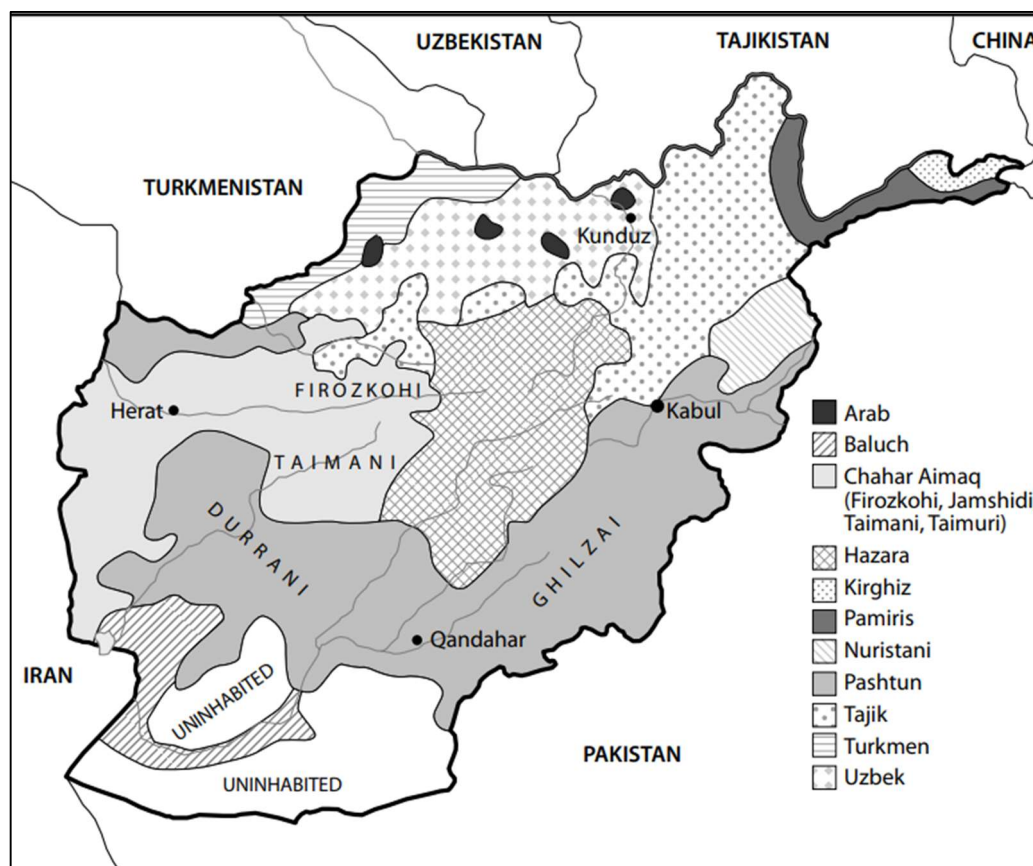 UZBEKISTAN
TAJIKISTAN
CHINA
TURKMENISTAN
Kunduz
FIROZKOHI
Herat
Kabul
TAIMANI
DURRANI
GHILZAI
Qandahar
IRAN
UNINHABITED
UNINHABITED
PAKISTAN
Arab
Baluch
Chahar Aimaq
(Firozkohi, Jamshidi
Taimani, Taimuri)
Hazara
Kirghiz
Pamiris
Nuristani
Pashtun
Tajik
Turkmen
Uzbek